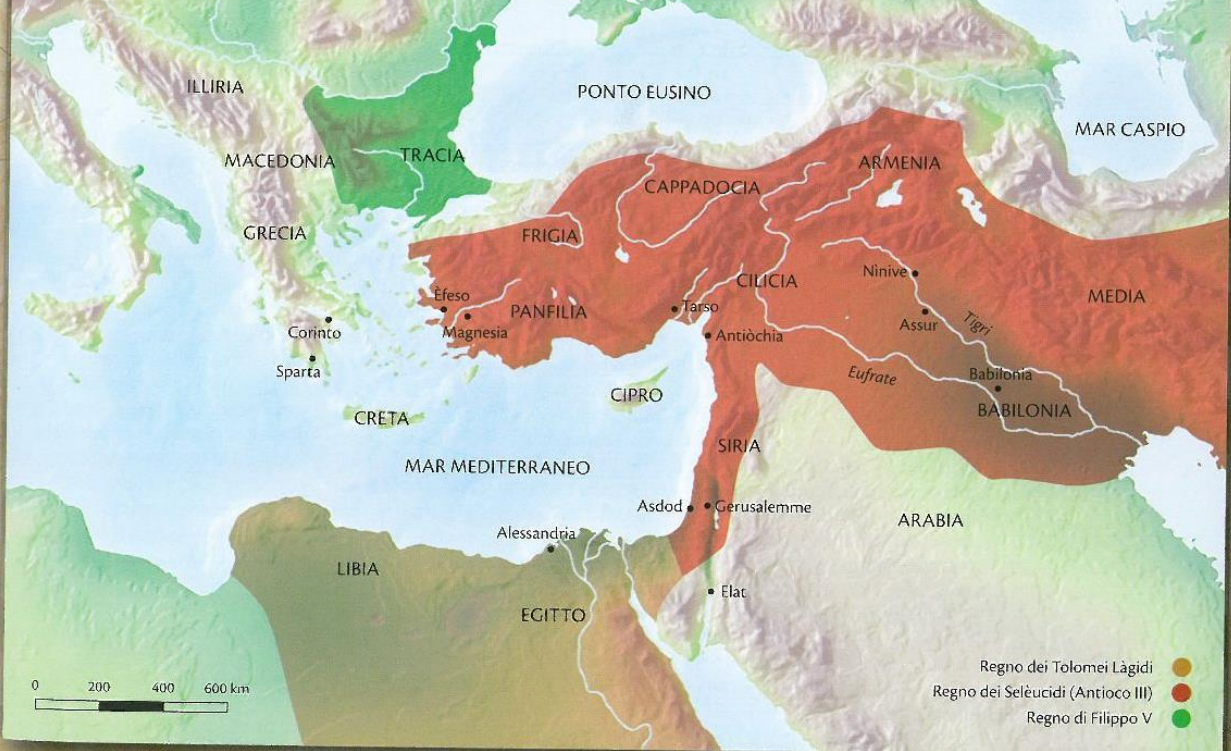 ILLIRIA
PONTO EUSINO
MAR CASPIO
MACEDONIA
TRACIA
ARMENIA
CAPPADOCIA
GRECIA
FRIGIA
Nìnive
CILICIA
MEDIA
Èfeso
PANFILIA
Tarso
Assur
Tigri
Corinto
Magnesia
Antiòchia
Sparta
Eufrate
Babilonia
CIPRO
BABILONIA
CRETA
SIRIA
MAR MEDITERRANEO
Asdod
Gerusalemme
ARABIA
Alessandria
LIBIA
Elat
EGITTO
Regno dei Tolomei Làgidi
Regno dei Selèucidi (Antioco III)
Regno di Filippo V
0 200 400 600 km